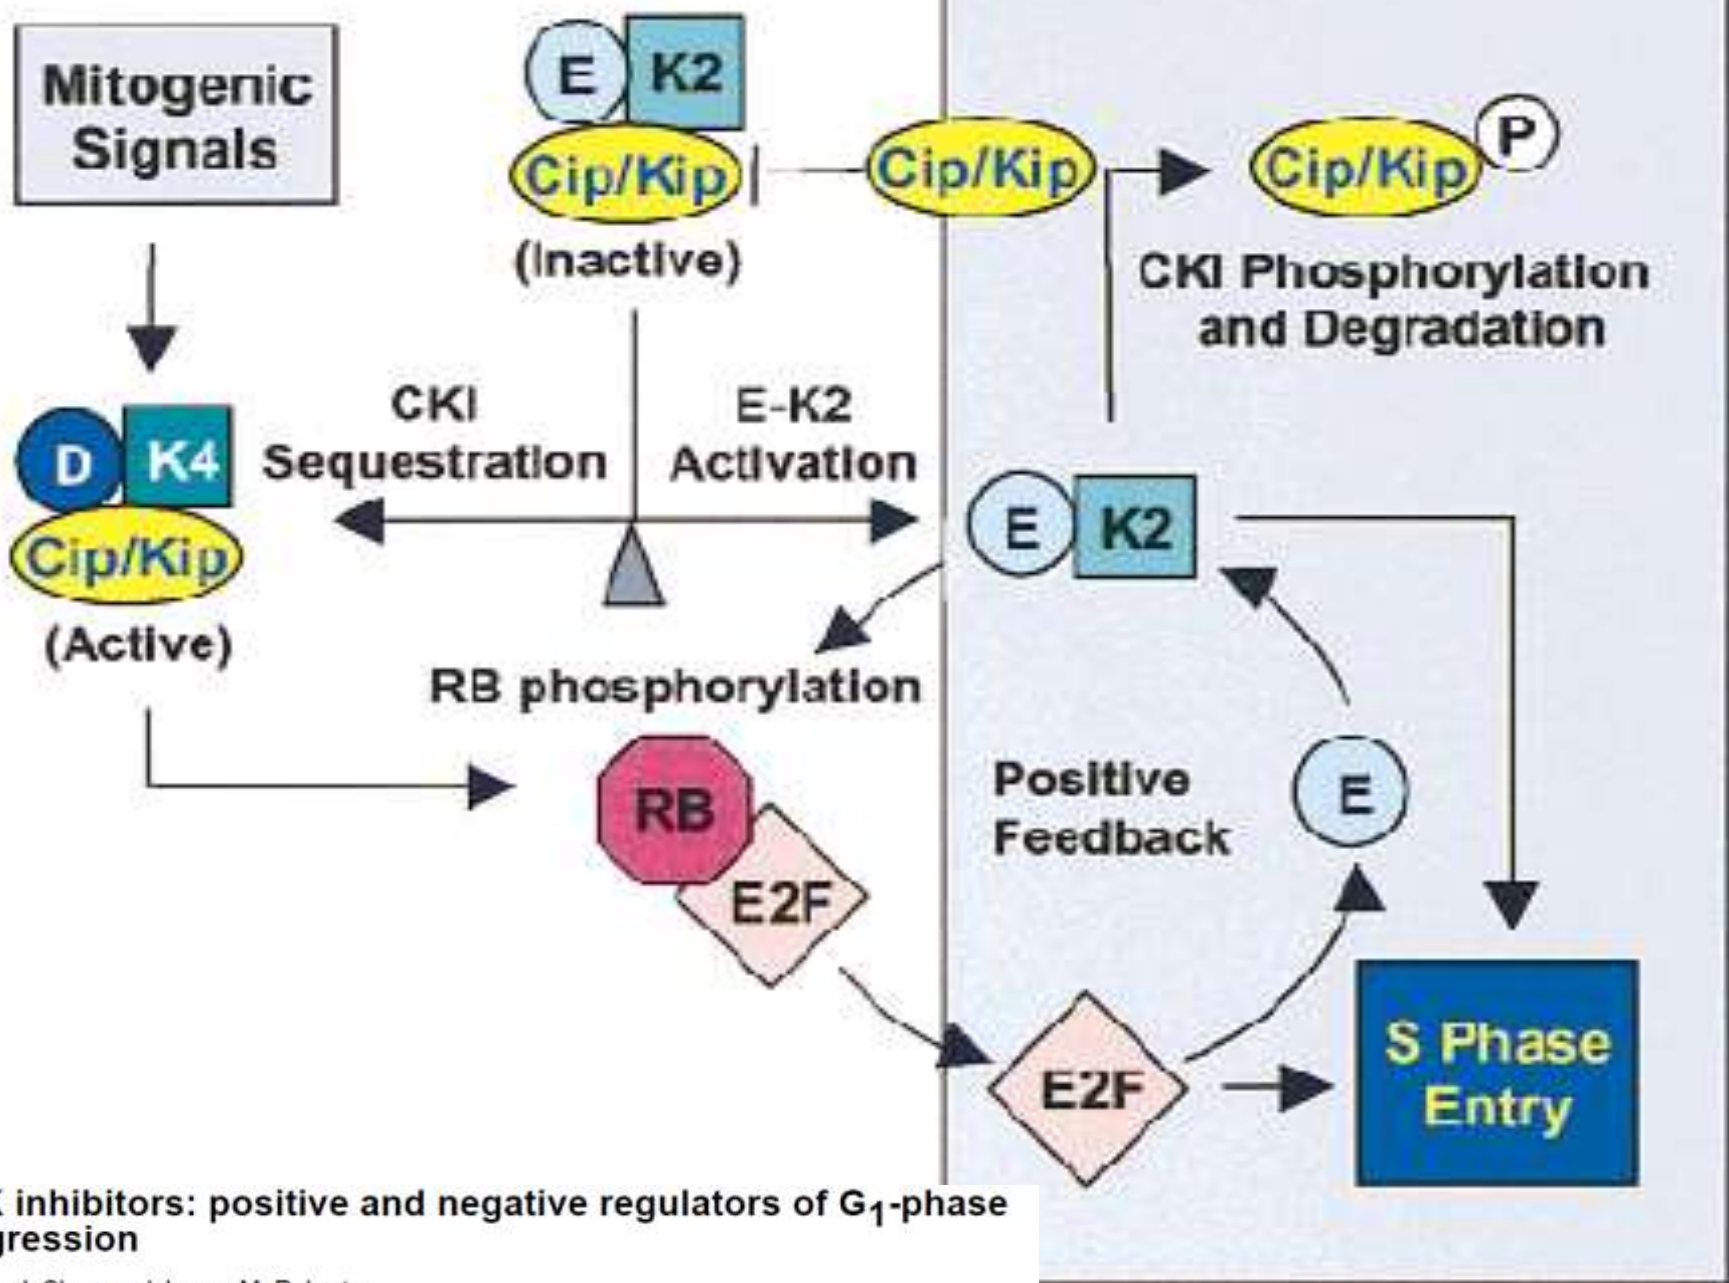 Mitogenic
Signals
E
K2
Cip/Kip
(Inactive)
Cip/Kip
Cip/Kip
P
CKI Phosphorylation
and Degradation
D
K4
Cip/Kip
(Active)
CKI
Sequestration
E-K2
Activation
E
K2
RB phosphorylation
RB
E2F
Positive
Feedback
E
E2F
S Phase
Entry
inhibitors: positive and negative regulators of G1-phase
gression